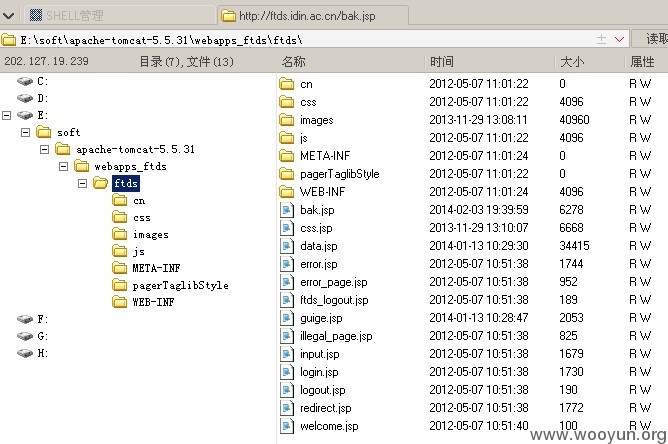 SHELL管理
http://ftds.idin.ac.cn/bak.jsp
E:\soft\apache-tomcat-5.5.31\webapps_ftds\ftds\ 读取
202.127.19.239 目录(7),文件(13) 名称 时间 大小 属性
C:
D:
E:
soft
apache-tomcat-5.5.31
webapps_ftds
ftds
cn
css
images
js
META-INF
pagerTaglibStyle
WEB-INF
F:
G:
H:
cn 2012-05-07 11:01:22 0 R W
css 2012-05-07 11:01:22 4096 R W
images 2013-11-29 13:08:11 40960 R W
js 2012-05-07 11:01:22 4096 R W
META-INF 2012-05-07 11:01:24 0 R W
pagerTaglibStyle 2012-05-07 11:01:22 0 R W
WEB-INF 2012-05-07 11:01:24 4096 R W
bak.jsp 2014-02-03 19:39:59 6278 R W
css.jsp 2013-11-29 13:10:07 6668 R W
data.jsp 2014-01-13 10:29:30 34415 R W
error.jsp 2012-05-07 10:51:38 1744 R W
error_page.jsp 2012-05-07 10:51:38 952 R W
ftds_logout.jsp 2012-05-07 10:51:38 189 R W
guige.jsp 2014-01-13 10:28:47 2053 R W
illegal_page.jsp 2012-05-07 10:51:38 825 R W
input.jsp 2012-05-07 10:51:38 1679 R W
login.jsp 2012-05-07 10:51:38 1730 R W
logout.jsp 2012-05-07 10:51:38 190 R W
redirect.jsp 2012-05-07 10:51:38 1772 R W
welcome.jsp 2012-05-07 10:51:40 100 R W
www.wooyun.org